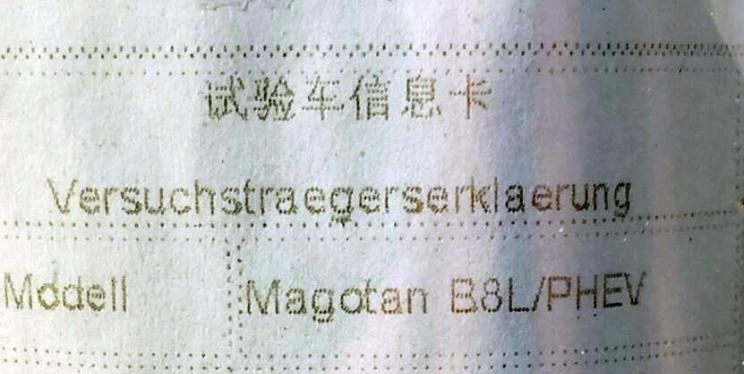 试验车信息卡
Versuchstraegerserklaerung
Modell Magotan B8L/PHEV